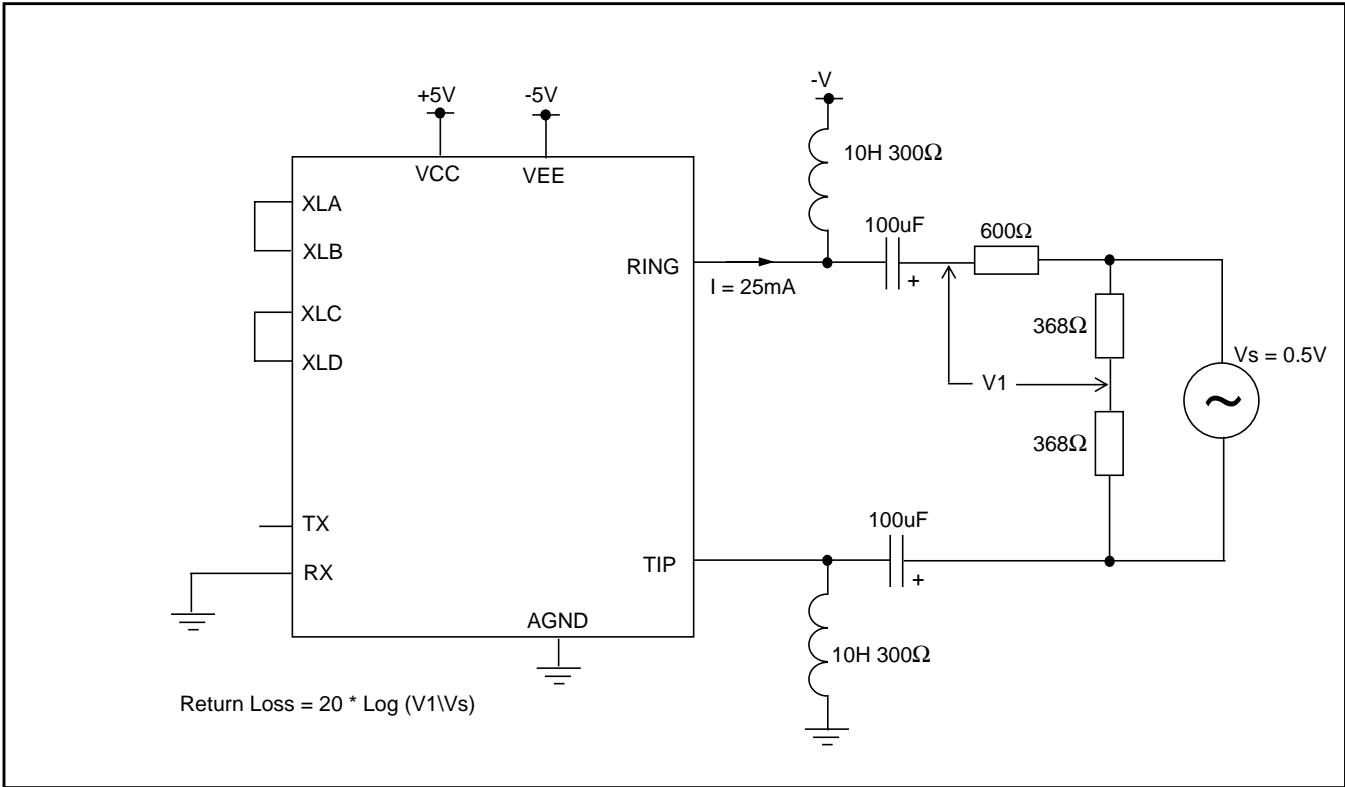 +5V
-5V
-V
10H 300Ω
VCC
VEE
XLA
XLB
XLC
XLD
RING
I = 25mA
100uF
+
600Ω
368Ω
Vs = 0.5V
V1
368Ω
TX
RX
TIP
100uF
+
AGND
10H 300Ω
Return Loss = 20 * Log (V1\Vs)